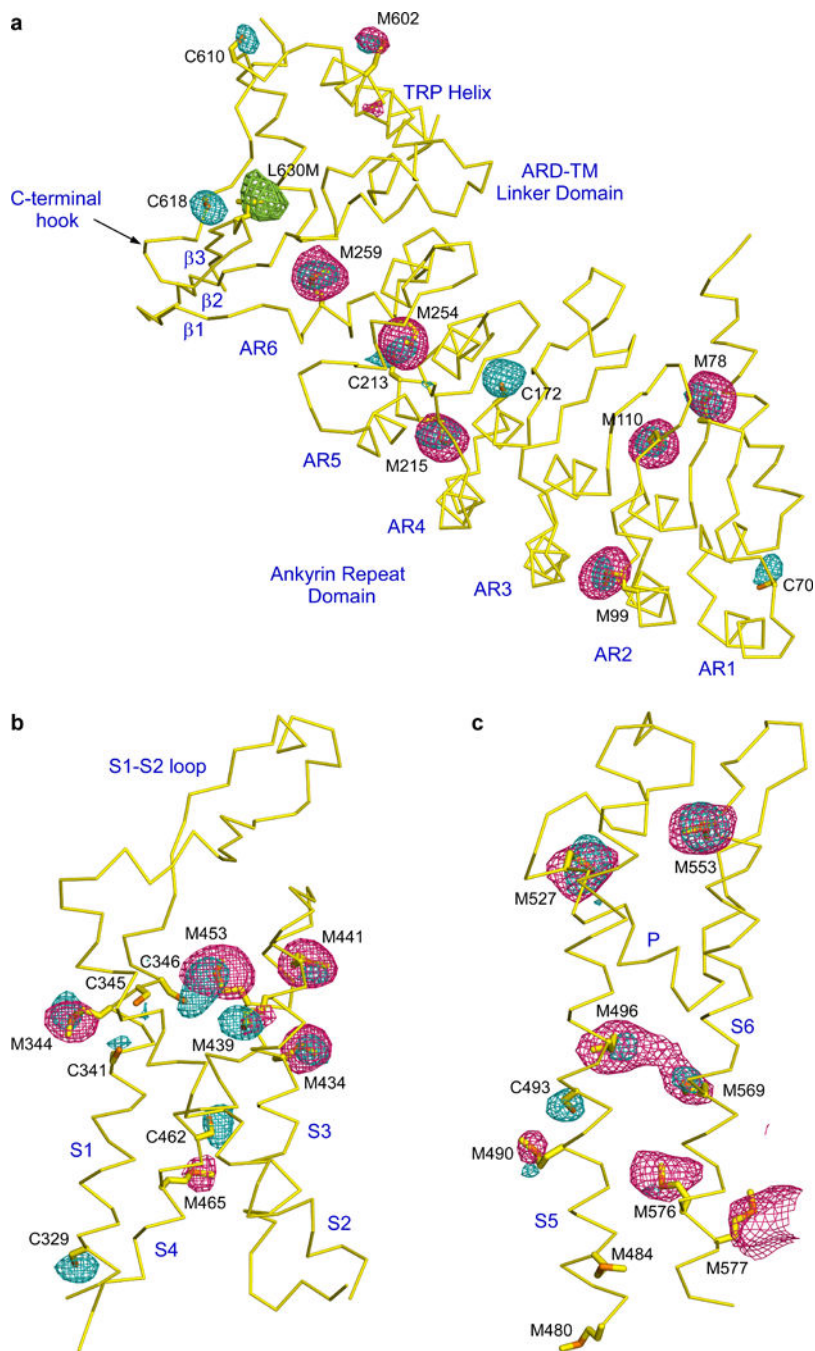 a
M602
C610
TRP Helix
L630M
ARD-TM
Linker Domain
C618
C-terminal
hook
M259
β3
β2
M254
β1
AR6
M78
C213
C172
M110
AR5
M215
AR4
Ankyrin Repeat
Domain
AR3
C70
M99
AR2
AR1
b
S1-S2 loop
M453
M441
C346
C345
M344
M439
C341
M434
C462
S3
S1
M465
S4
S2
C329
c
M553
M527
P
M496
S6
C493
M569
M490
M576
S5
M484
M577
M480